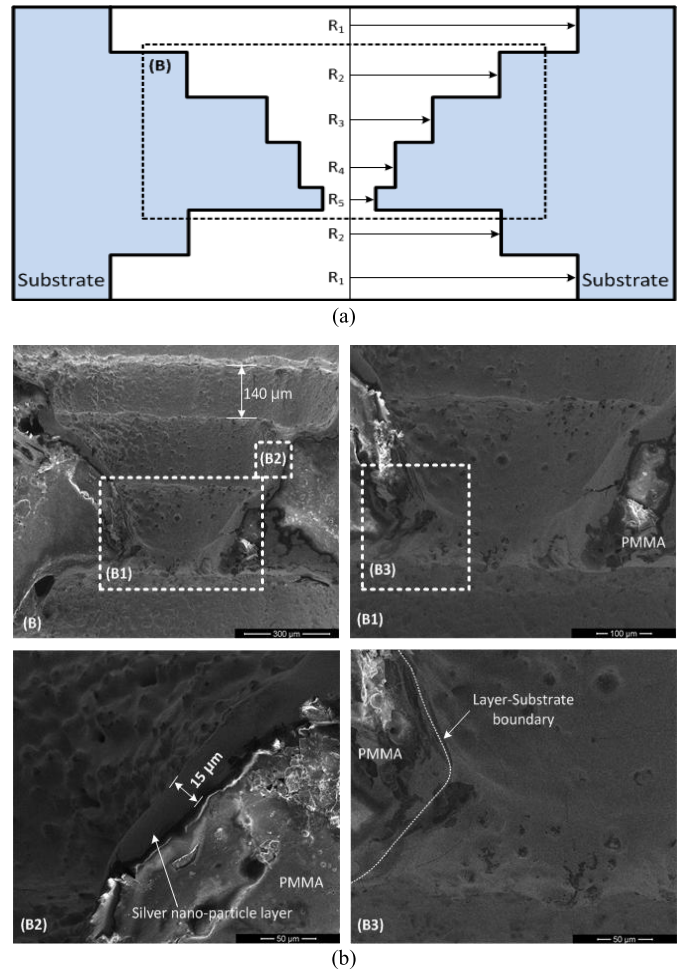 R₁
(B)
R₂
R₃
R₄
R₅
R₂
R₁
Substrate
Substrate
(a)
140 µm
(B2)
(B1)
(B)
300 µm
PMMA
(B3)
(B1)
100 µm
15 µm
PMMA
Silver nano-particle layer
(B2)
50 µm
Layer-Substrate
boundary
PMMA
(B3)
50 µm
(b)